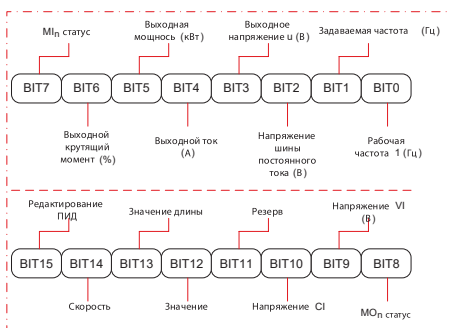 MIn статус
Выходная
мощнось (кВт)
Выходное
напряжение u (В)
Задаваемая частота (Гц)
BIT7 BIT6 BIT5 BIT4 BIT3 BIT2 BIT1 BIT0
Выходной
крутящий
момент (%)
Выходной ток
(А)
Напряжение
шины
постоянного
тока (В)
Рабочая
частота 1 (Гц)
Редактирование
ПИД
Значение длины
Резерв
Напряжение VI
(В)
BIT15 BIT14 BIT13 BIT12 BIT11 BIT10 BIT9 BIT8
Скорость
Значение
Напряжение CI
MOn статус